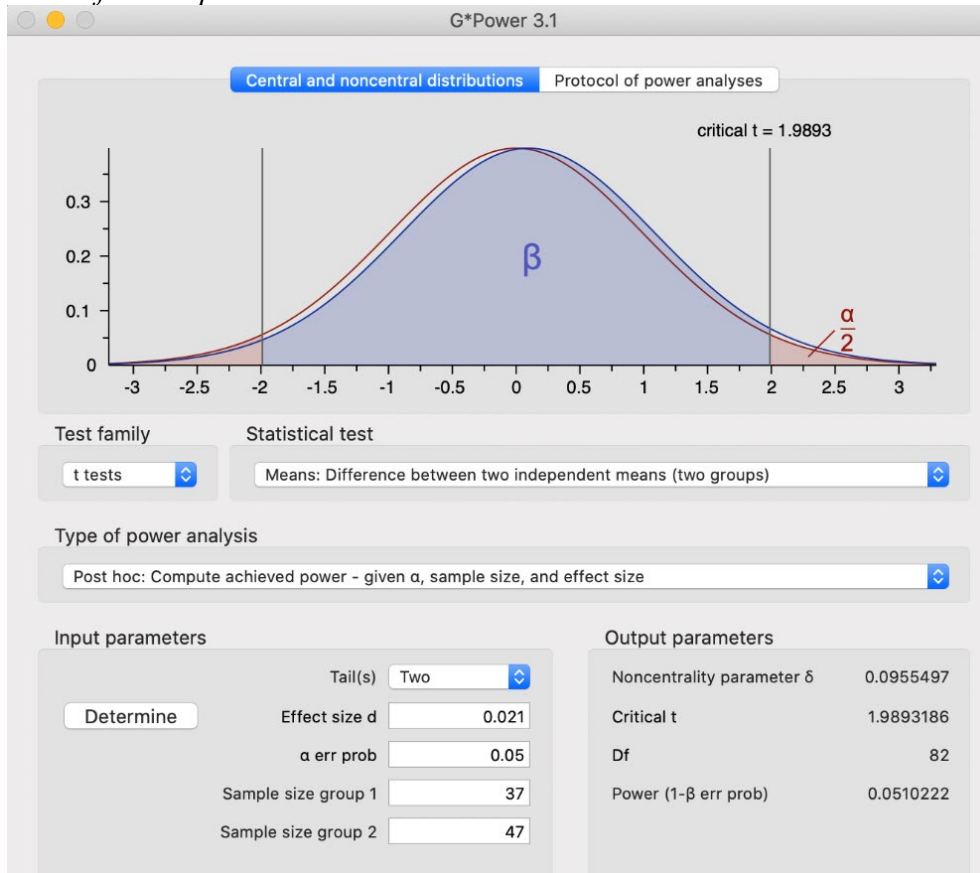 G*Power 3.1
Central and noncentral distributions Protocol of power analyses
critical t = 1.9893
0.3
0.2
0.1
0
β
α
2
-3 -2.5 -2 -1.5 -1 -0.5 0 0.5 1 1.5 2 2.5 3
Test family Statistical test
t tests Means: Difference between two independent means (two groups)
Type of power analysis
Post hoc: Compute achieved power - given α, sample size, and effect size
Input parameters Output parameters
Tail(s) Two Noncentrality parameter δ 0.0955497
Determine Effect size d 0.021 Critical t 1.9893186
α err prob 0.05 Df 82
Sample size group 1 37 Power (1-β err prob) 0.0510222
Sample size group 2 47